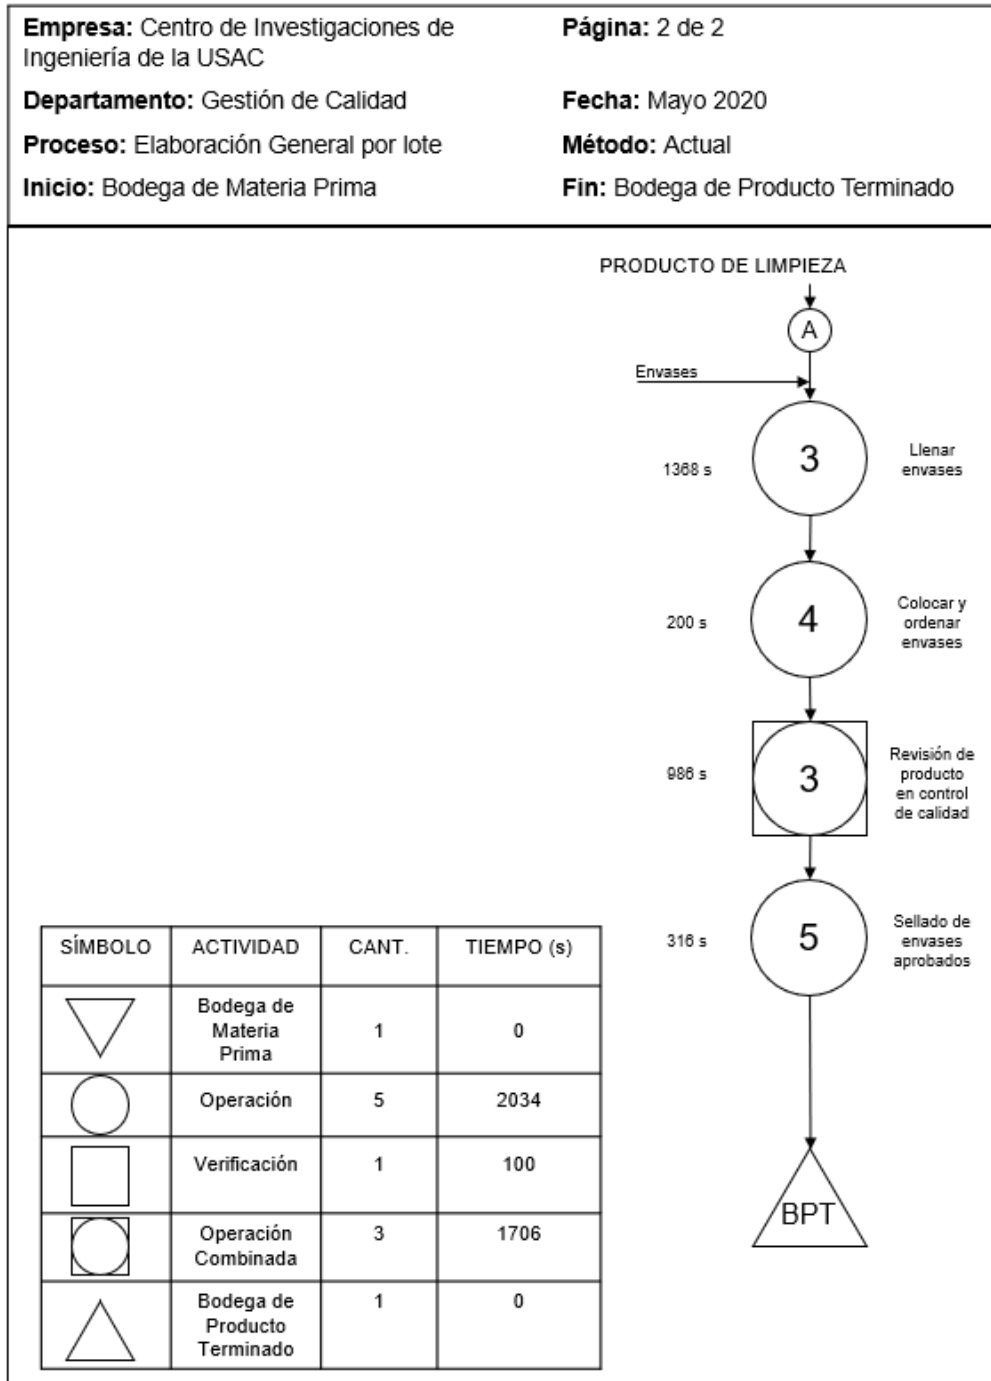 Empresa: Centro de Investigaciones de
Ingeniería de la USAC
Página: 2 de 2
Departamento: Gestión de Calidad
Fecha: Mayo 2020
Proceso: Elaboración General por lote
Método: Actual
Inicio: Bodega de Materia Prima
Fin: Bodega de Producto Terminado
PRODUCTO DE LIMPIEZA
A
Envases
1368 s
3
Llenar
envases
200 s
4
Colocar y
ordenar
envases
986 s
3
Revisión de
producto
en control
de calidad
316 s
5
Sellado de
envases
aprobados
BPT
SÍMBOLO ACTIVIDAD CANT. TIEMPO (s)
Bodega de
Materia
Prima
1 0
Operación 5 2034
Verificación 1 100
Operación
Combinada
3 1706
Bodega de
Producto
Terminado
1 0